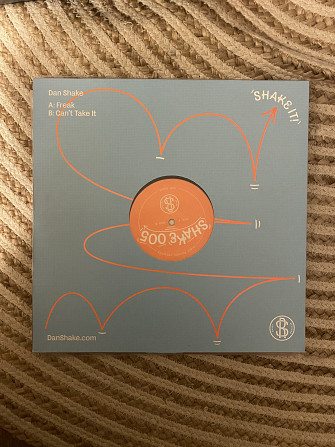 Dan Shake
A: Freak
B: Can't Take It
'SHAKE IT!'
SHAKE 005
DanShake.com